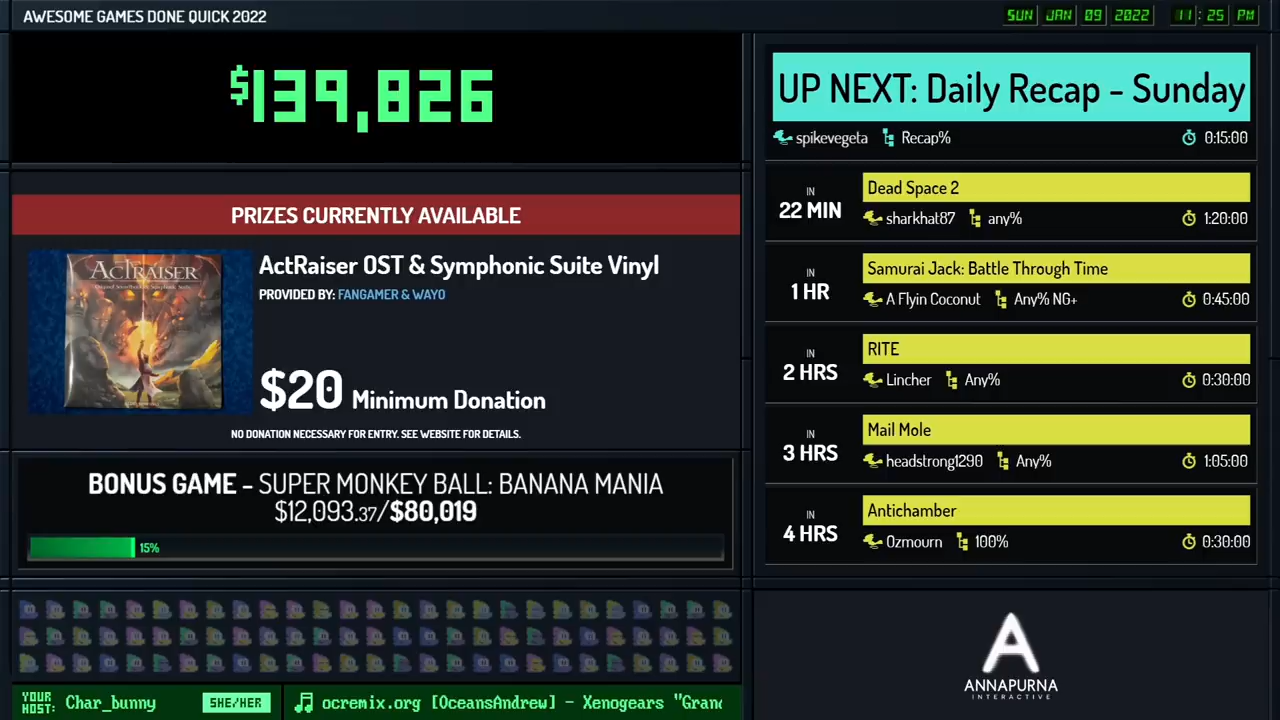 AWESOME GAMES DONE QUICK 2022
SUN JAN 09 2022 11:25 PM
$139,826
PRIZES CURRENTLY AVAILABLE
ACTRAISER
ActRaiser OST & Symphonic Suite Vinyl
PROVIDED BY: FANGAMER & WAYO
$20 Minimum Donation
NO DONATION NECESSARY FOR ENTRY. SEE WEBSITE FOR DETAILS.
BONUS GAME - SUPER MONKEY BALL: BANANA MANIA
$12,093.37/$80,019
15%
UP NEXT: Daily Recap - Sunday
spikevegeta Recap% 0:15:00
IN 22 MIN
Dead Space 2
sharkhat87 any% 1:20:00
IN 1 HR
Samurai Jack: Battle Through Time
A Flyin Coconut Any% NG+ 0:45:00
IN 2 HRS
RITE
Lincher Any% 0:30:00
IN 3 HRS
Mail Mole
headstrong1290 Any% 1:05:00
IN 4 HRS
Antichamber
Ozmourn 100% 0:30:00
ANNAPURNA
INTERACTIVE
YOUR HOST: Char_bunny SHE/HER
ocremix.org [OceansAndrew] - Xenogears "Gran